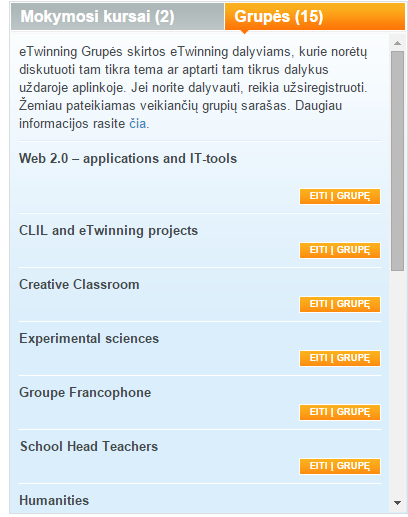 Mokymosi kursai (2)
Grupės (15)
eTwinning Grupės skirtos eTwinning dalyviams, kurie norėtų
diskutuoti tam tikra tema ar aptarti tam tikrus dalykus
uždaroje aplinkoje. Jei norite dalyvauti, reikia užsiregistruoti.
Žemiau pateikiamas veikiančių grupių sarašas. Daugiau
informacijos rasite čia.
Web 2.0 – applications and IT-tools
EITI Į GRUPĘ
CLIL and eTwinning projects
EITI Į GRUPĘ
Creative Classroom
EITI Į GRUPĘ
Experimental sciences
EITI Į GRUPĘ
Groupe Francophone
EITI Į GRUPĘ
School Head Teachers
EITI Į GRUPĘ
Humanities